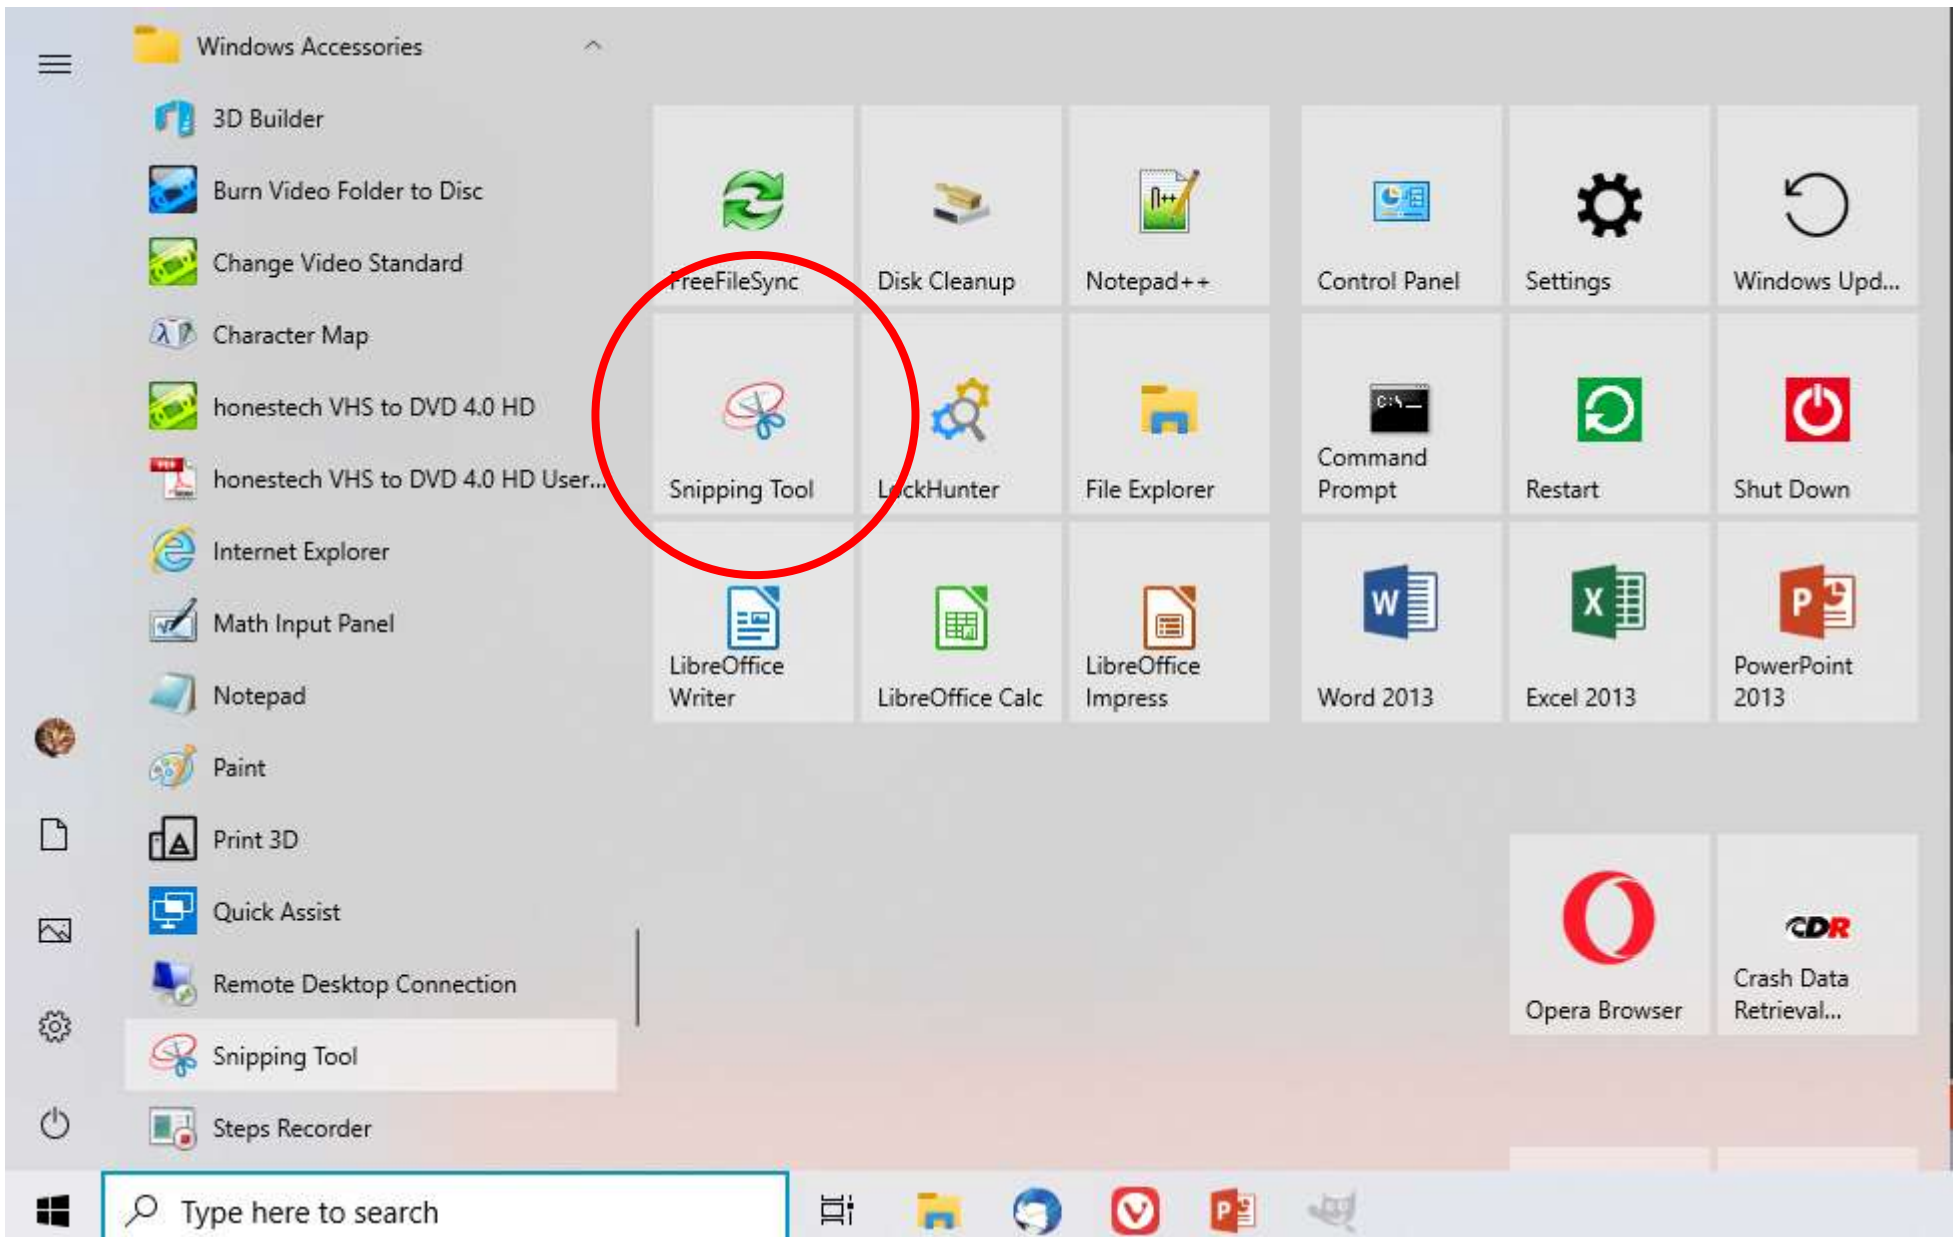 Windows Accessories
3D Builder
Burn Video Folder to Disc
Change Video Standard
Character Map
honestech VHS to DVD 4.0 HD
honestech VHS to DVD 4.0 HD User...
Internet Explorer
Math Input Panel
Notepad
Paint
Print 3D
Quick Assist
Remote Desktop Connection
Snipping Tool
Steps Recorder
FreeFileSync
Disk Cleanup
Notepad++
Control Panel
Settings
Windows Upd...
Snipping Tool
LockHunter
File Explorer
Command
Prompt
Restart
Shut Down
LibreOffice
Writer
LibreOffice Calc
LibreOffice
Impress
Word 2013
Excel 2013
PowerPoint
2013
Opera Browser
CDR
Crash Data
Retrieval...
Type here to search